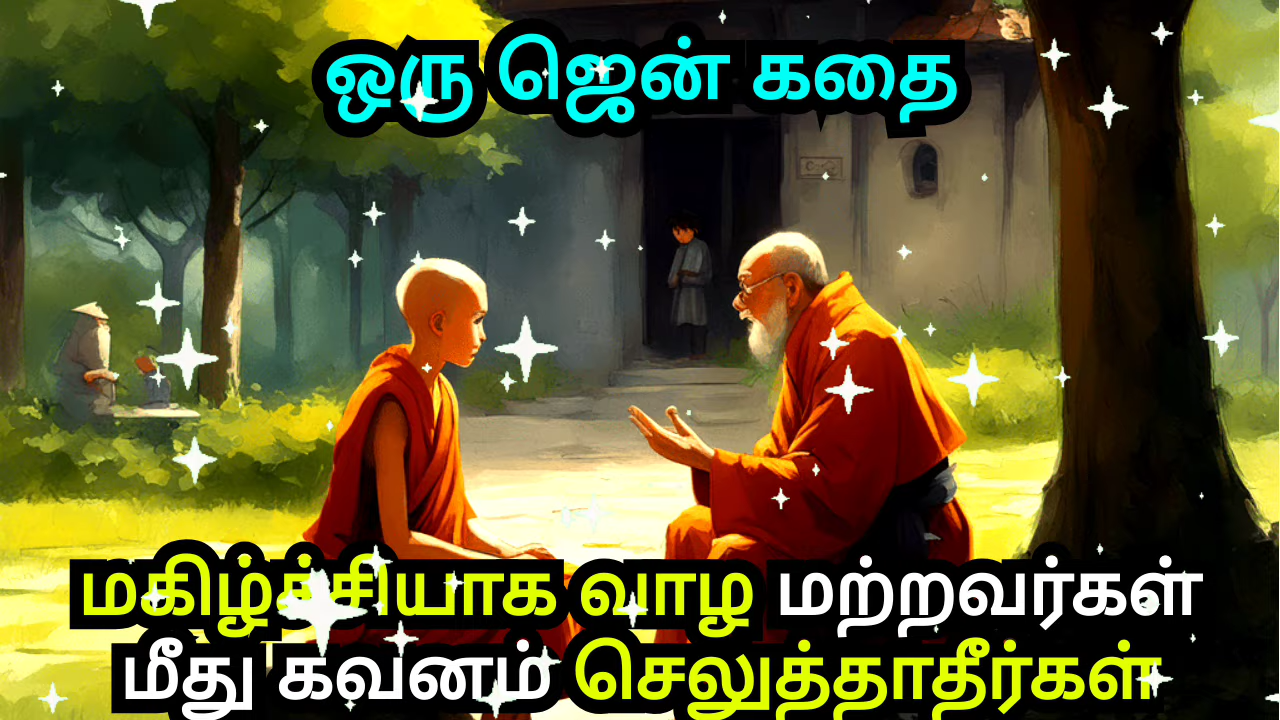 ஒரு ஜென் கதை
மகிழ்ச்சியாக வாழ மற்றவர்கள்
மீது கவனம் செலுத்தாதீர்கள்